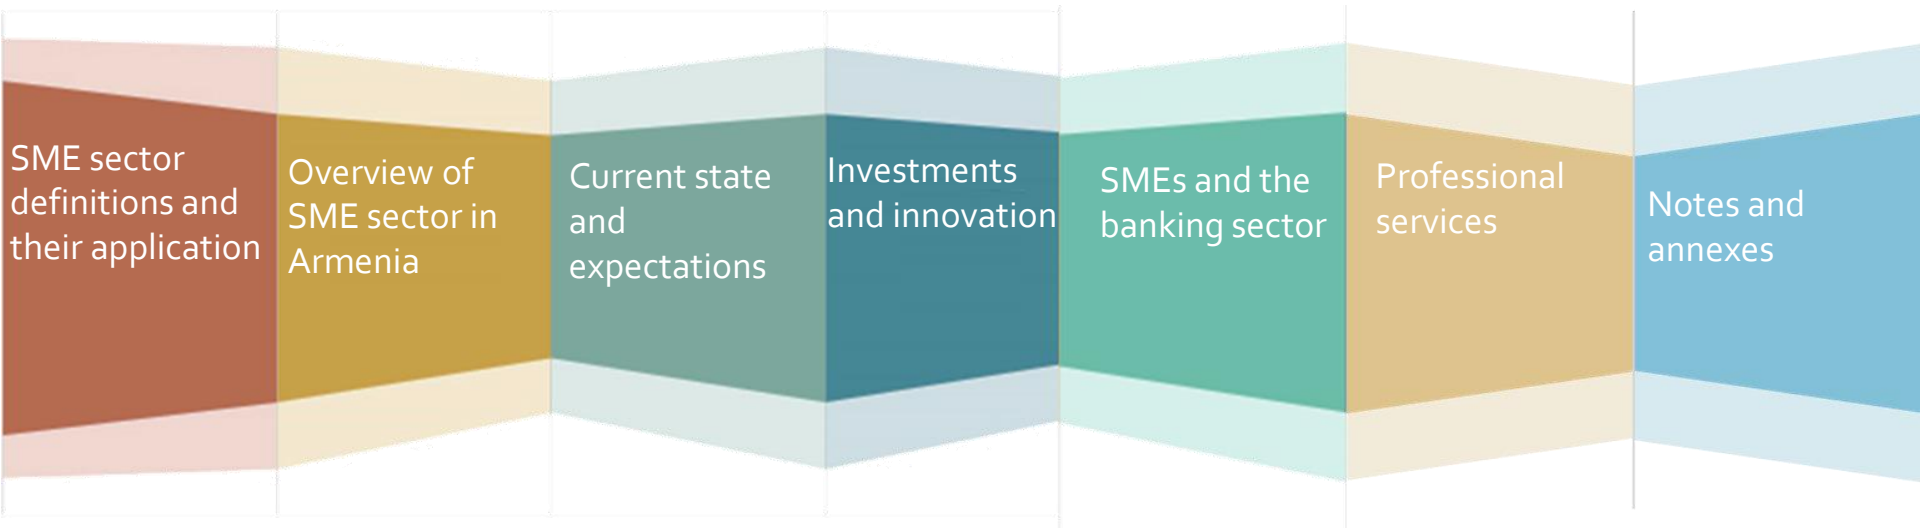 SME sector
definitions and
their application
Overview of
SME sector in
Armenia
Current state
and
expectations
Investments
and innovation
SMEs and the
banking sector
Professional
services
Notes and
annexes